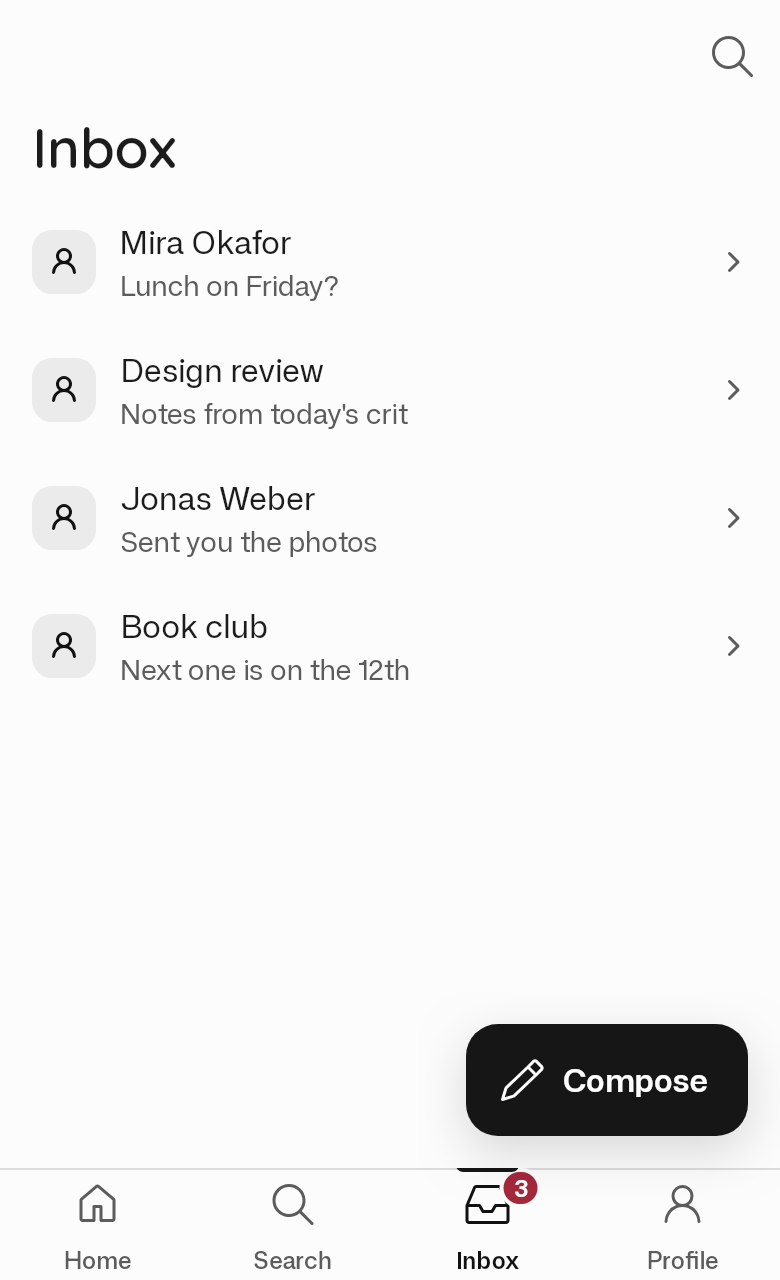 Inbox
Mira Okafor
Lunch on Friday?
Design review
Notes from today's crit
Jonas Weber
Sent you the photos
Book club
Next one is on the 12th
Compose
3
Home
Search
Inbox
Profile